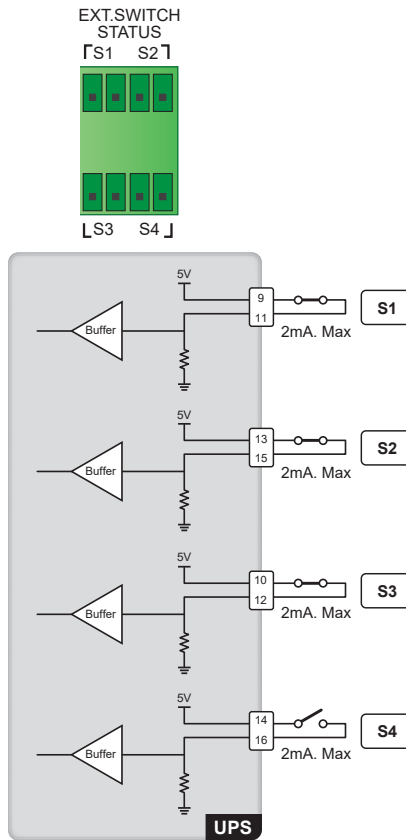 EXT.SWITCH
STATUS
S1 S2
S3 S4
5V
9
Buffer
11
2mA. Max
S1
5V
13
Buffer
15
2mA. Max
S2
5V
10
Buffer
12
2mA. Max
S3
5V
14
Buffer
16
2mA. Max
S4
UPS